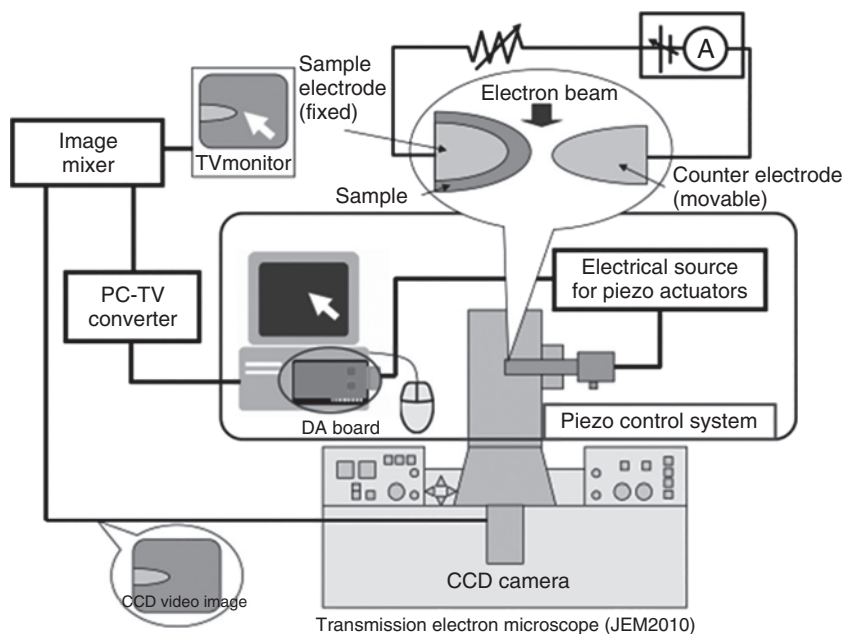 Sample
electrode
(fixed)
A
Electron beam
Image
mixer
TVmonitor
Sample
Counter electrode
(movable)
PC-TV
converter
Electrical source
for piezo actuators
DA board
Piezo control system
CCD camera
CCD video image
Transmission electron microscope (JEM2010)